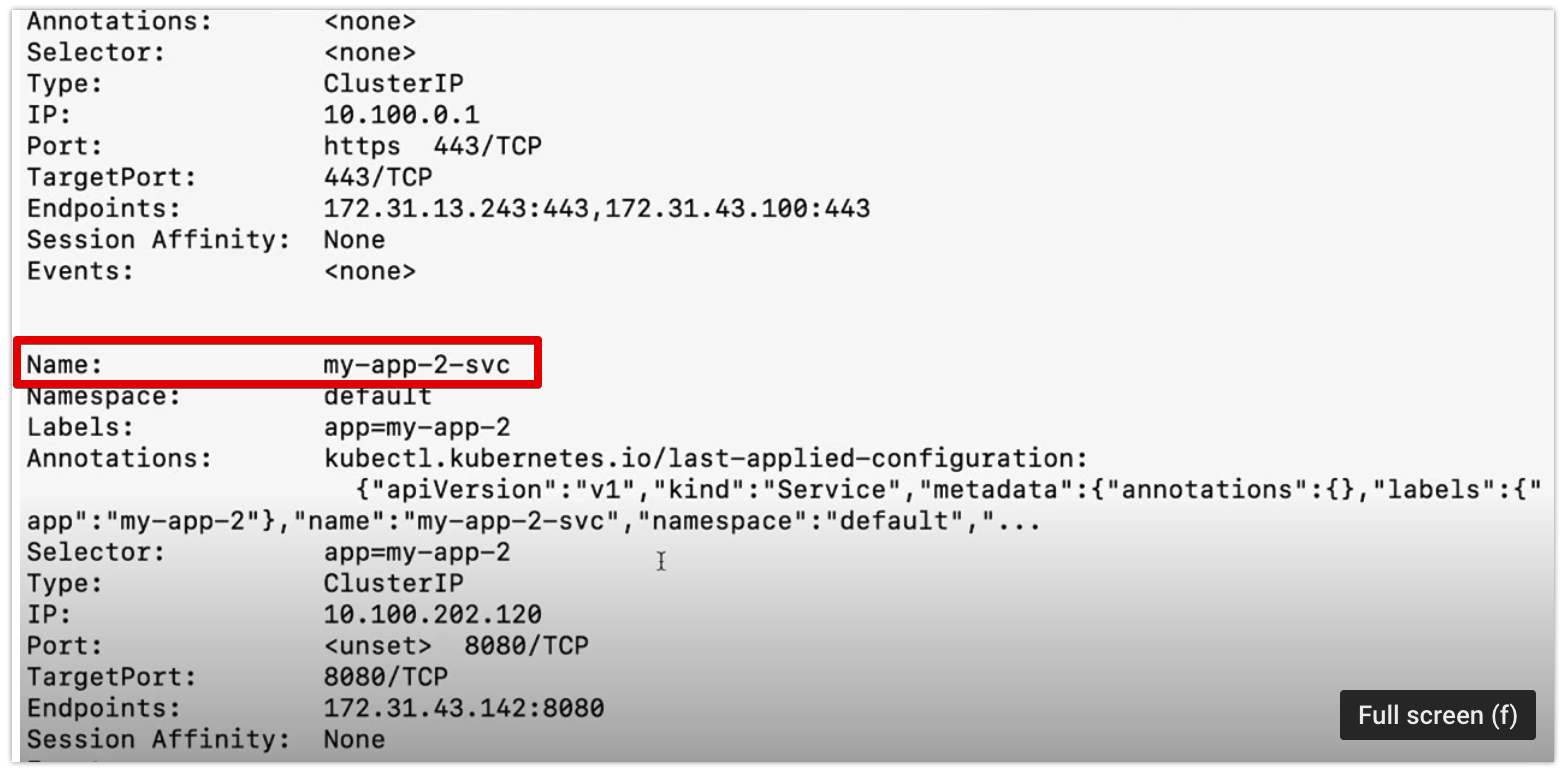 Annotations: <none>
Selector: <none>
Type: ClusterIP
IP: 10.100.0.1
Port: https 443/TCP
TargetPort: 443/TCP
Endpoints: 172.31.13.243:443,172.31.43.100:443
Session Affinity: None
Events: <none>
Name: my-app-2-svc
Namespace: default
Labels: app=my-app-2
Annotations: kubectl.kubernetes.io/last-applied-configuration:
{"apiVersion":"v1","kind":"Service","metadata":{"annotations":{},"labels":{"
app":"my-app-2"},"name":"my-app-2-svc","namespace":"default","...
Selector: app=my-app-2
Type: ClusterIP
IP: 10.100.202.120
Port: <unset> 8080/TCP
TargetPort: 8080/TCP
Endpoints: 172.31.43.142:8080
Session Affinity: None
Full screen (f)